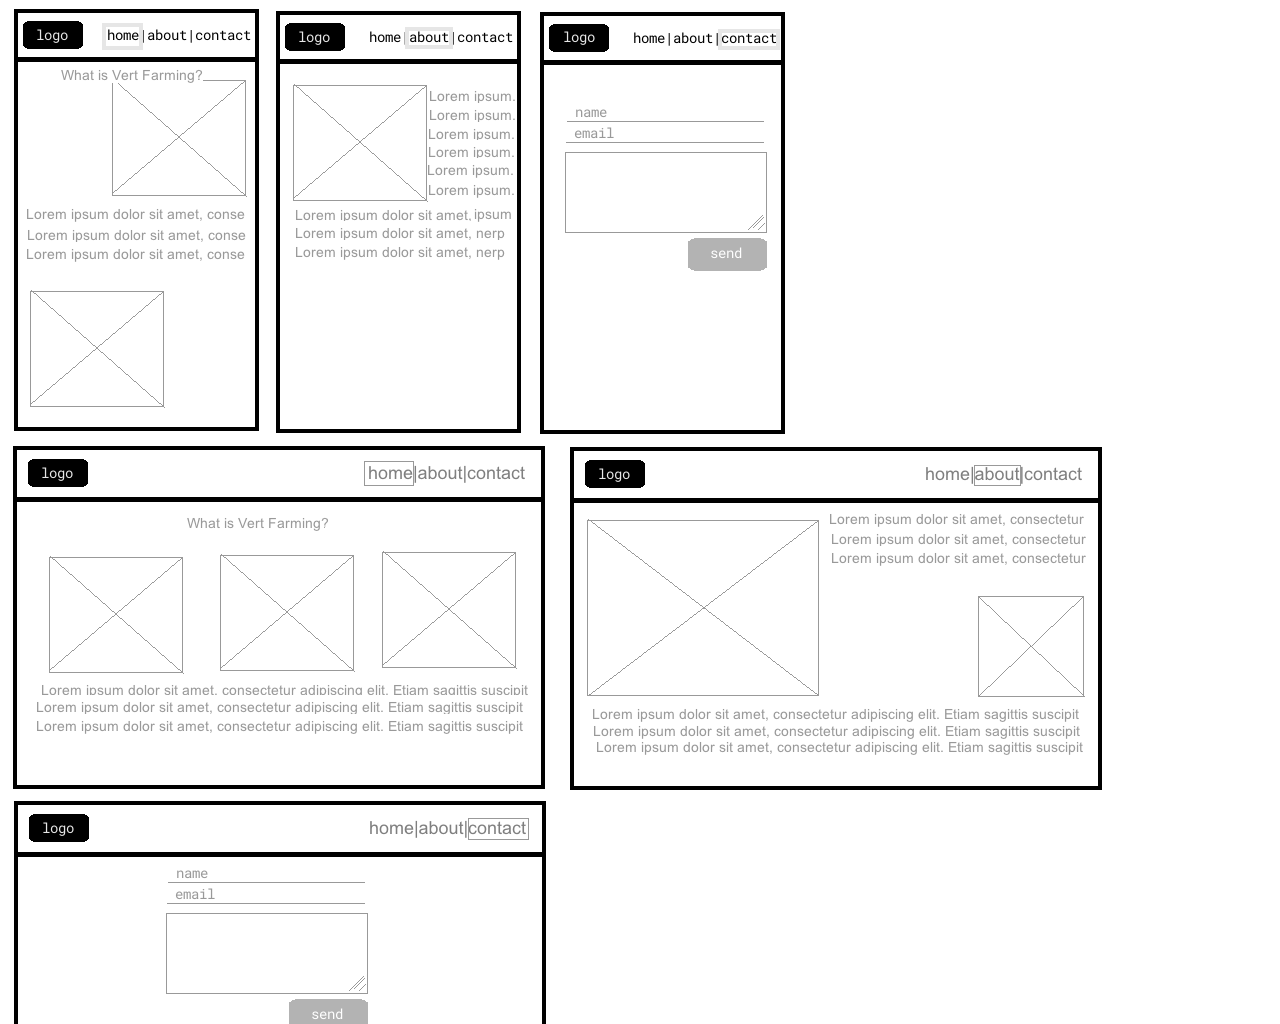 logo
home|about|contact
What is Vert Farming?
Lorem ipsum dolor sit amet, conse
Lorem ipsum dolor sit amet, conse
Lorem ipsum dolor sit amet, conse
logo
home|about|contact
Lorem ipsum.
Lorem ipsum.
Lorem ipsum.
Lorem ipsum.
Lorem ipsum.
Lorem ipsum.
Lorem ipsum dolor sit amet, ipsum
Lorem ipsum dolor sit amet, nerp
Lorem ipsum dolor sit amet, nerp
logo
home|about|contact
name
email
send
logo
home|about|contact
What is Vert Farming?
Lorem ipsum dolor sit amet, consectetur adipiscing elit. Etiam sagittis suscipit
Lorem ipsum dolor sit amet, consectetur adipiscing elit. Etiam sagittis suscipit
Lorem ipsum dolor sit amet, consectetur adipiscing elit. Etiam sagittis suscipit
logo
home|about|contact
Lorem ipsum dolor sit amet, consectetur
Lorem ipsum dolor sit amet, consectetur
Lorem ipsum dolor sit amet, consectetur
Lorem ipsum dolor sit amet, consectetur adipiscing elit. Etiam sagittis suscipit
Lorem ipsum dolor sit amet, consectetur adipiscing elit. Etiam sagittis suscipit
Lorem ipsum dolor sit amet, consectetur adipiscing elit. Etiam sagittis suscipit
logo
home|about|contact
name
email
send